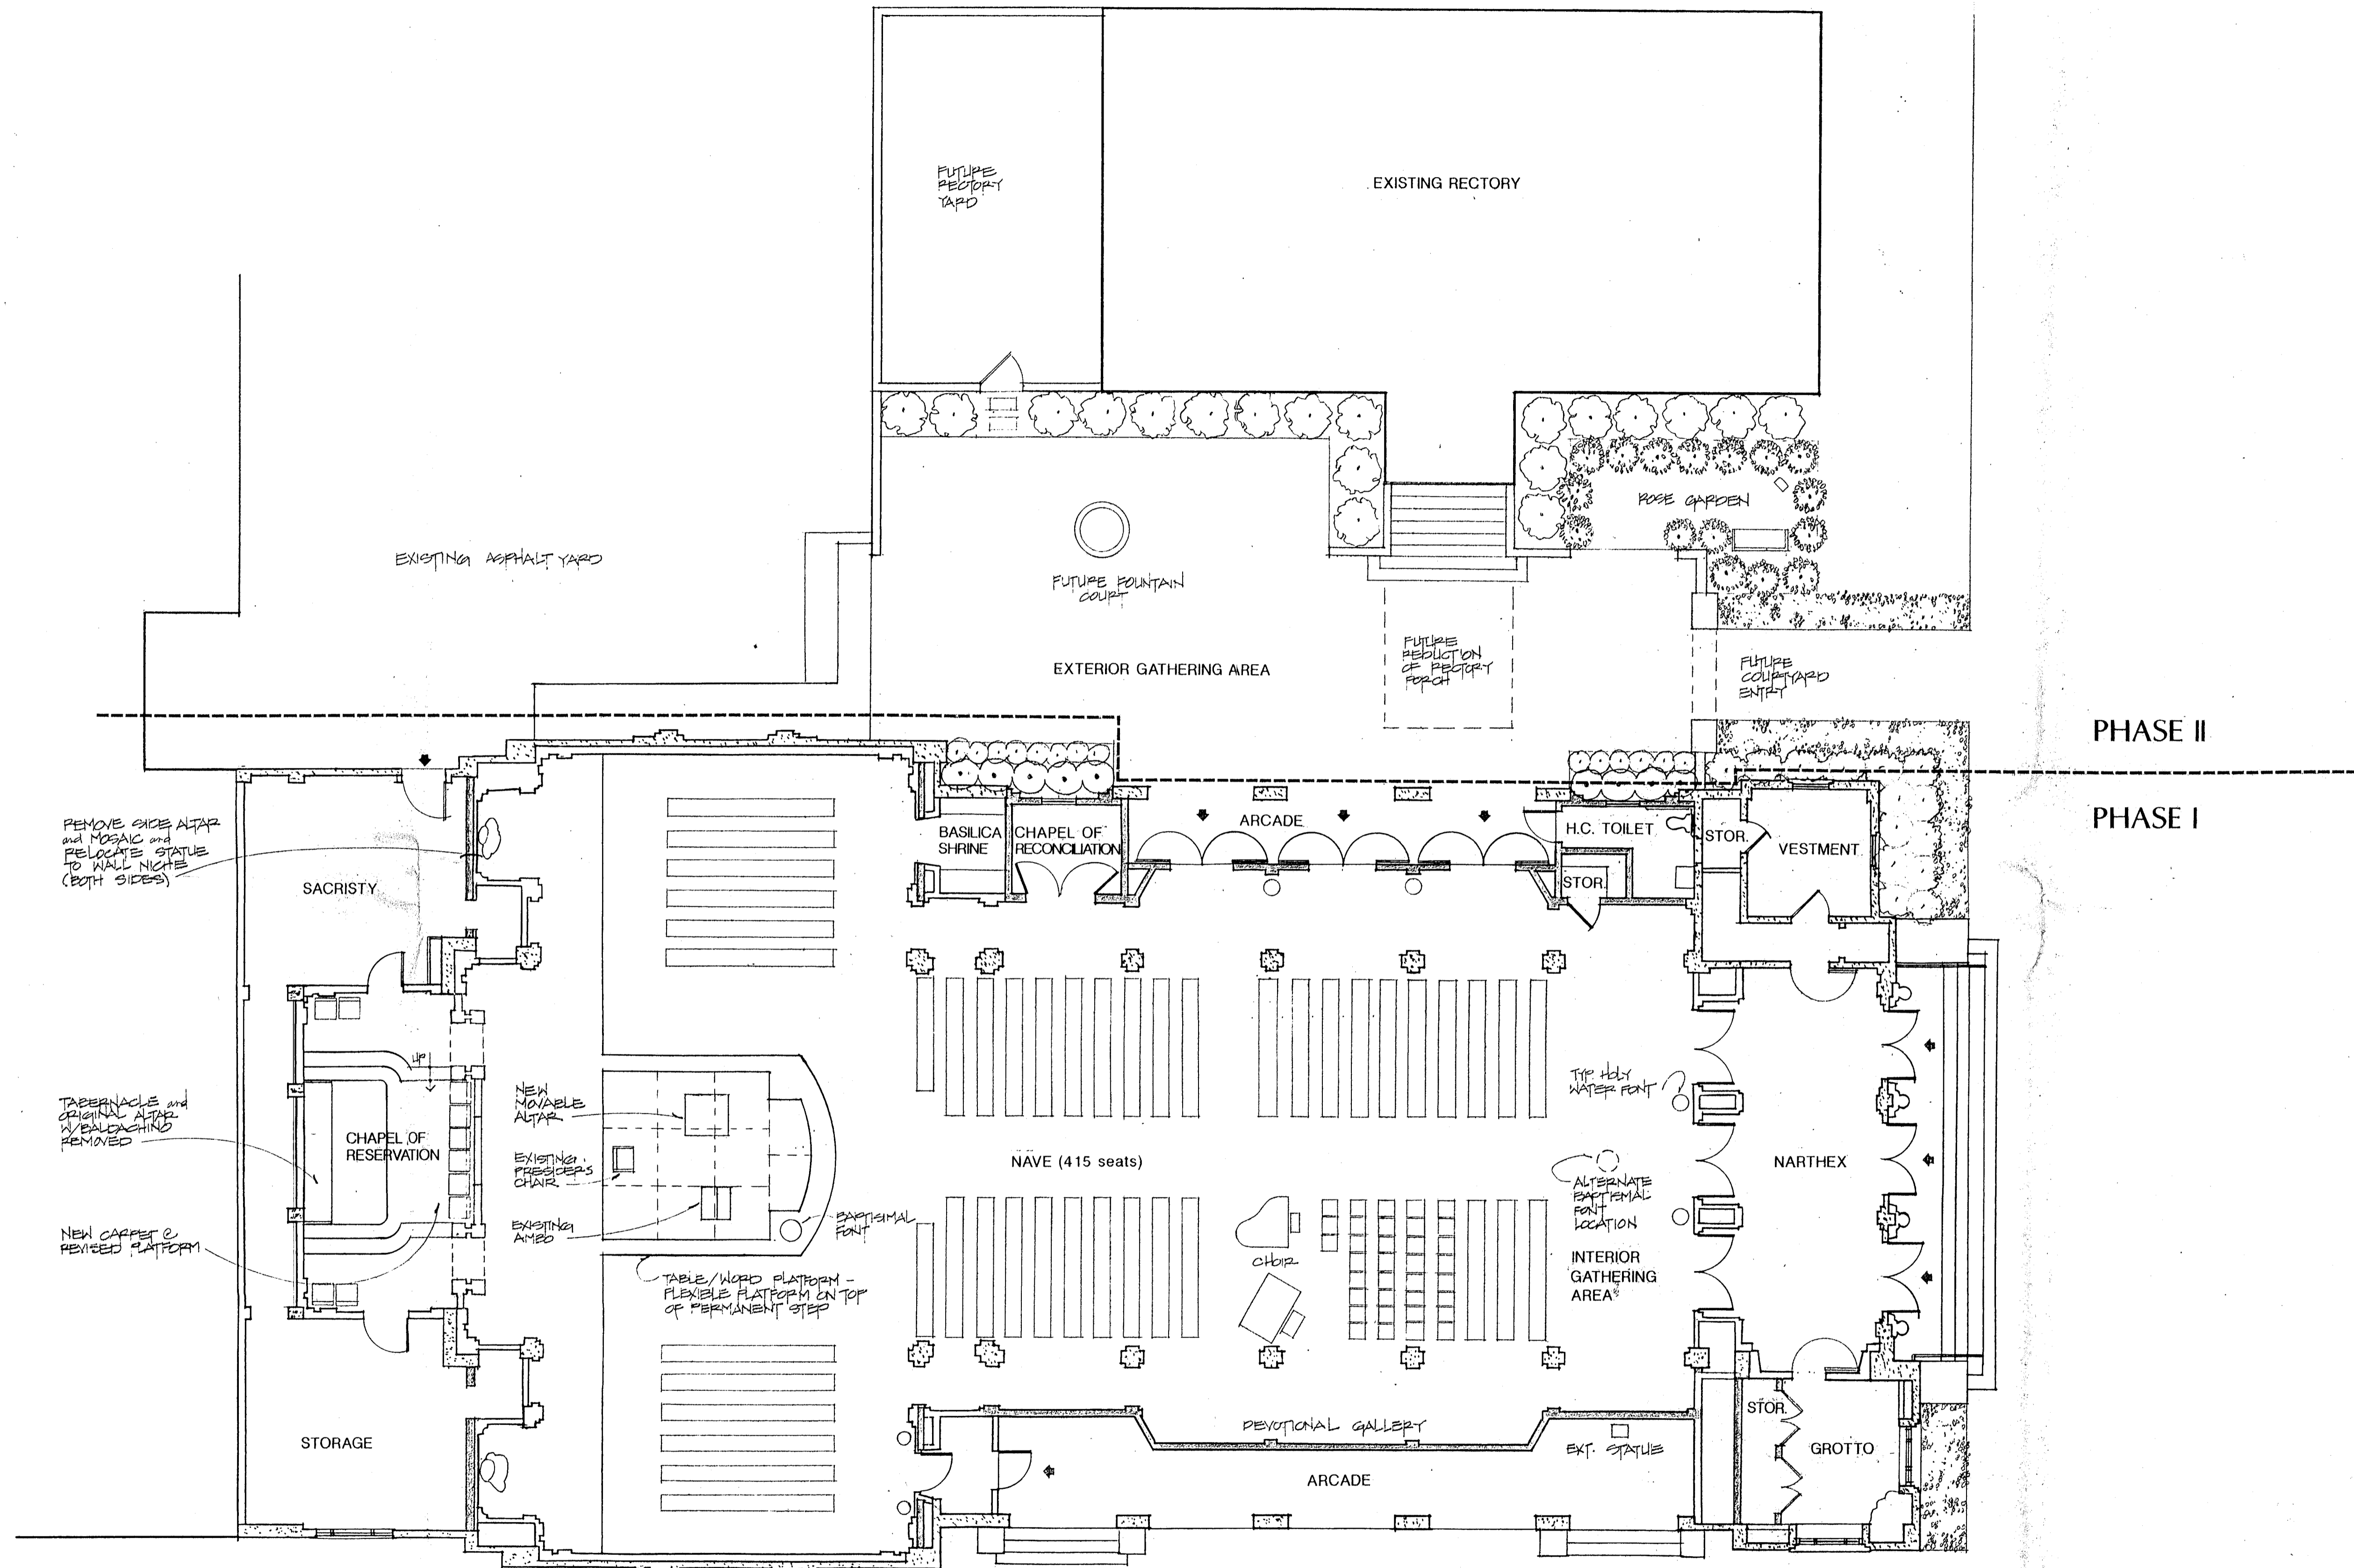 FUTURE
RECTORY
YARD
EXISTING RECTORY
ROSE GARDEN
EXISTING ASPHALT YARD
FUTURE FOUNTAIN
COURT
EXTERIOR GATHERING AREA
FUTURE
REDUCTION
OF RECTORY
PORCH
FUTURE
COURTYARD
ENTRY
PHASE II
PHASE I
REMOVE SIDE ALTAR
and MOSAIC and
RELOCATE STATUE
TO WALL NICHE
(BOTH SIDES)
SACRISTY
BASILICA
SHRINE
CHAPEL OF
RECONCILIATION
ARCADE
H.C. TOILET
STOR.
STOR.
VESTMENT
UP
TABERNACLE and
ORIGINAL ALTAR
W/BALDACHINO
REMOVED
CHAPEL OF
RESERVATION
NEW
MOVABLE
ALTAR
EXISTING
PRESIDERS
CHAIR
EXISTING
AMBO
BAPTISIMAL
FONT
NEW CARPET @
REVISED PLATFORM
TABLE/WORD PLATFORM -
FLEXIBLE PLATFORM ON TOP
OF PERMANENT STEP
NAVE (415 seats)
TYP. HOLY
WATER FONT
NARTHEX
ALTERNATE
BAPTISMAL
FONT
LOCATION
CHOIR
INTERIOR
GATHERING
AREA
STORAGE
DEVOTIONAL GALLERY
EXT. STATUE
ARCADE
STOR.
GROTTO